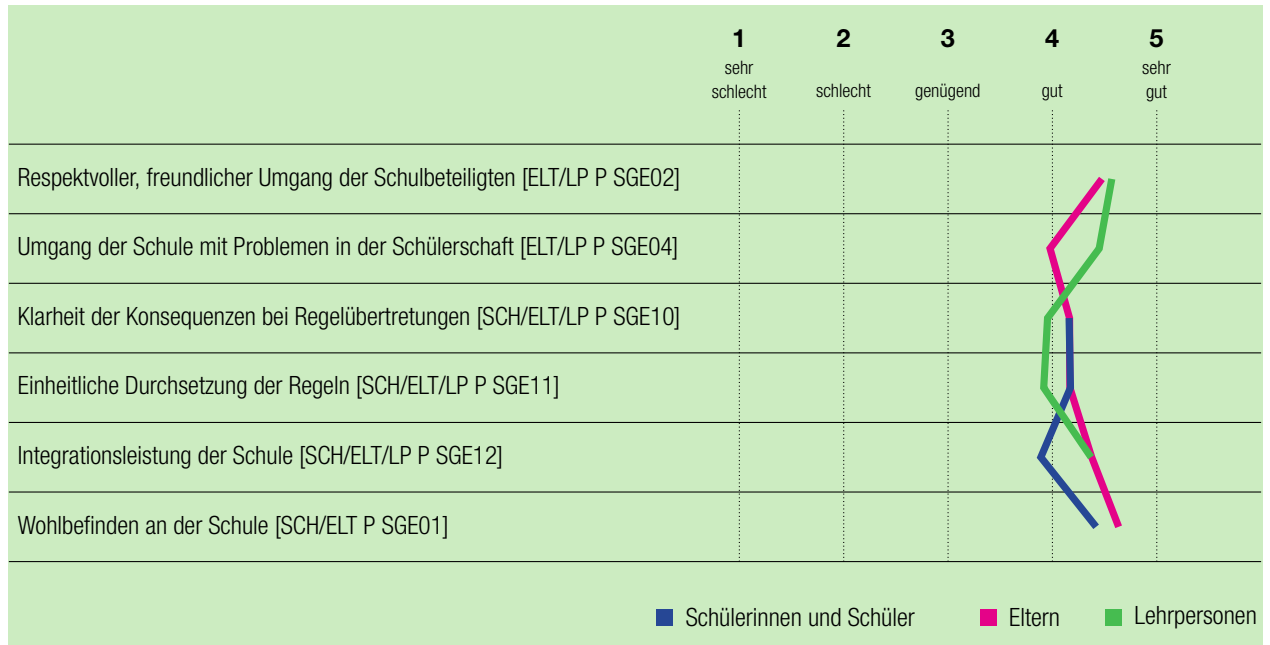 1 2 3 4 5
sehr schlecht schlecht genügend gut sehr gut
Respektvoller, freundlicher Umgang der Schulbeteiligten [ELT/LP P SGE02]
Umgang der Schule mit Problemen in der Schülerschaft [ELT/LP P SGE04]
Klarheit der Konsequenzen bei Regelübertretungen [SCH/ELT/LP P SGE10]
Einheitliche Durchsetzung der Regeln [SCH/ELT/LP P SGE11]
Integrationsleistung der Schule [SCH/ELT/LP P SGE12]
Wohlbefinden an der Schule [SCH/ELT P SGE01]
Schülerinnen und Schüler Eltern Lehrpersonen